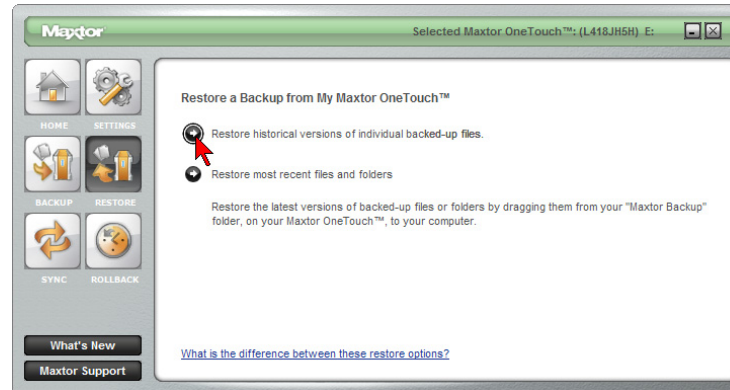 Maxtor
Selected Maxtor OneTouch™: (L418JH5H) E:
HOME SETTINGS
BACKUP RESTORE
SYNC ROLLBACK
What's New
Maxtor Support
Restore a Backup from My Maxtor OneTouch™
Restore historical versions of individual backed-up files.
Restore most recent files and folders
Restore the latest versions of backed-up files or folders by dragging them from your "Maxtor Backup"
folder, on your Maxtor OneTouch™, to your computer.
What is the difference between these restore options?